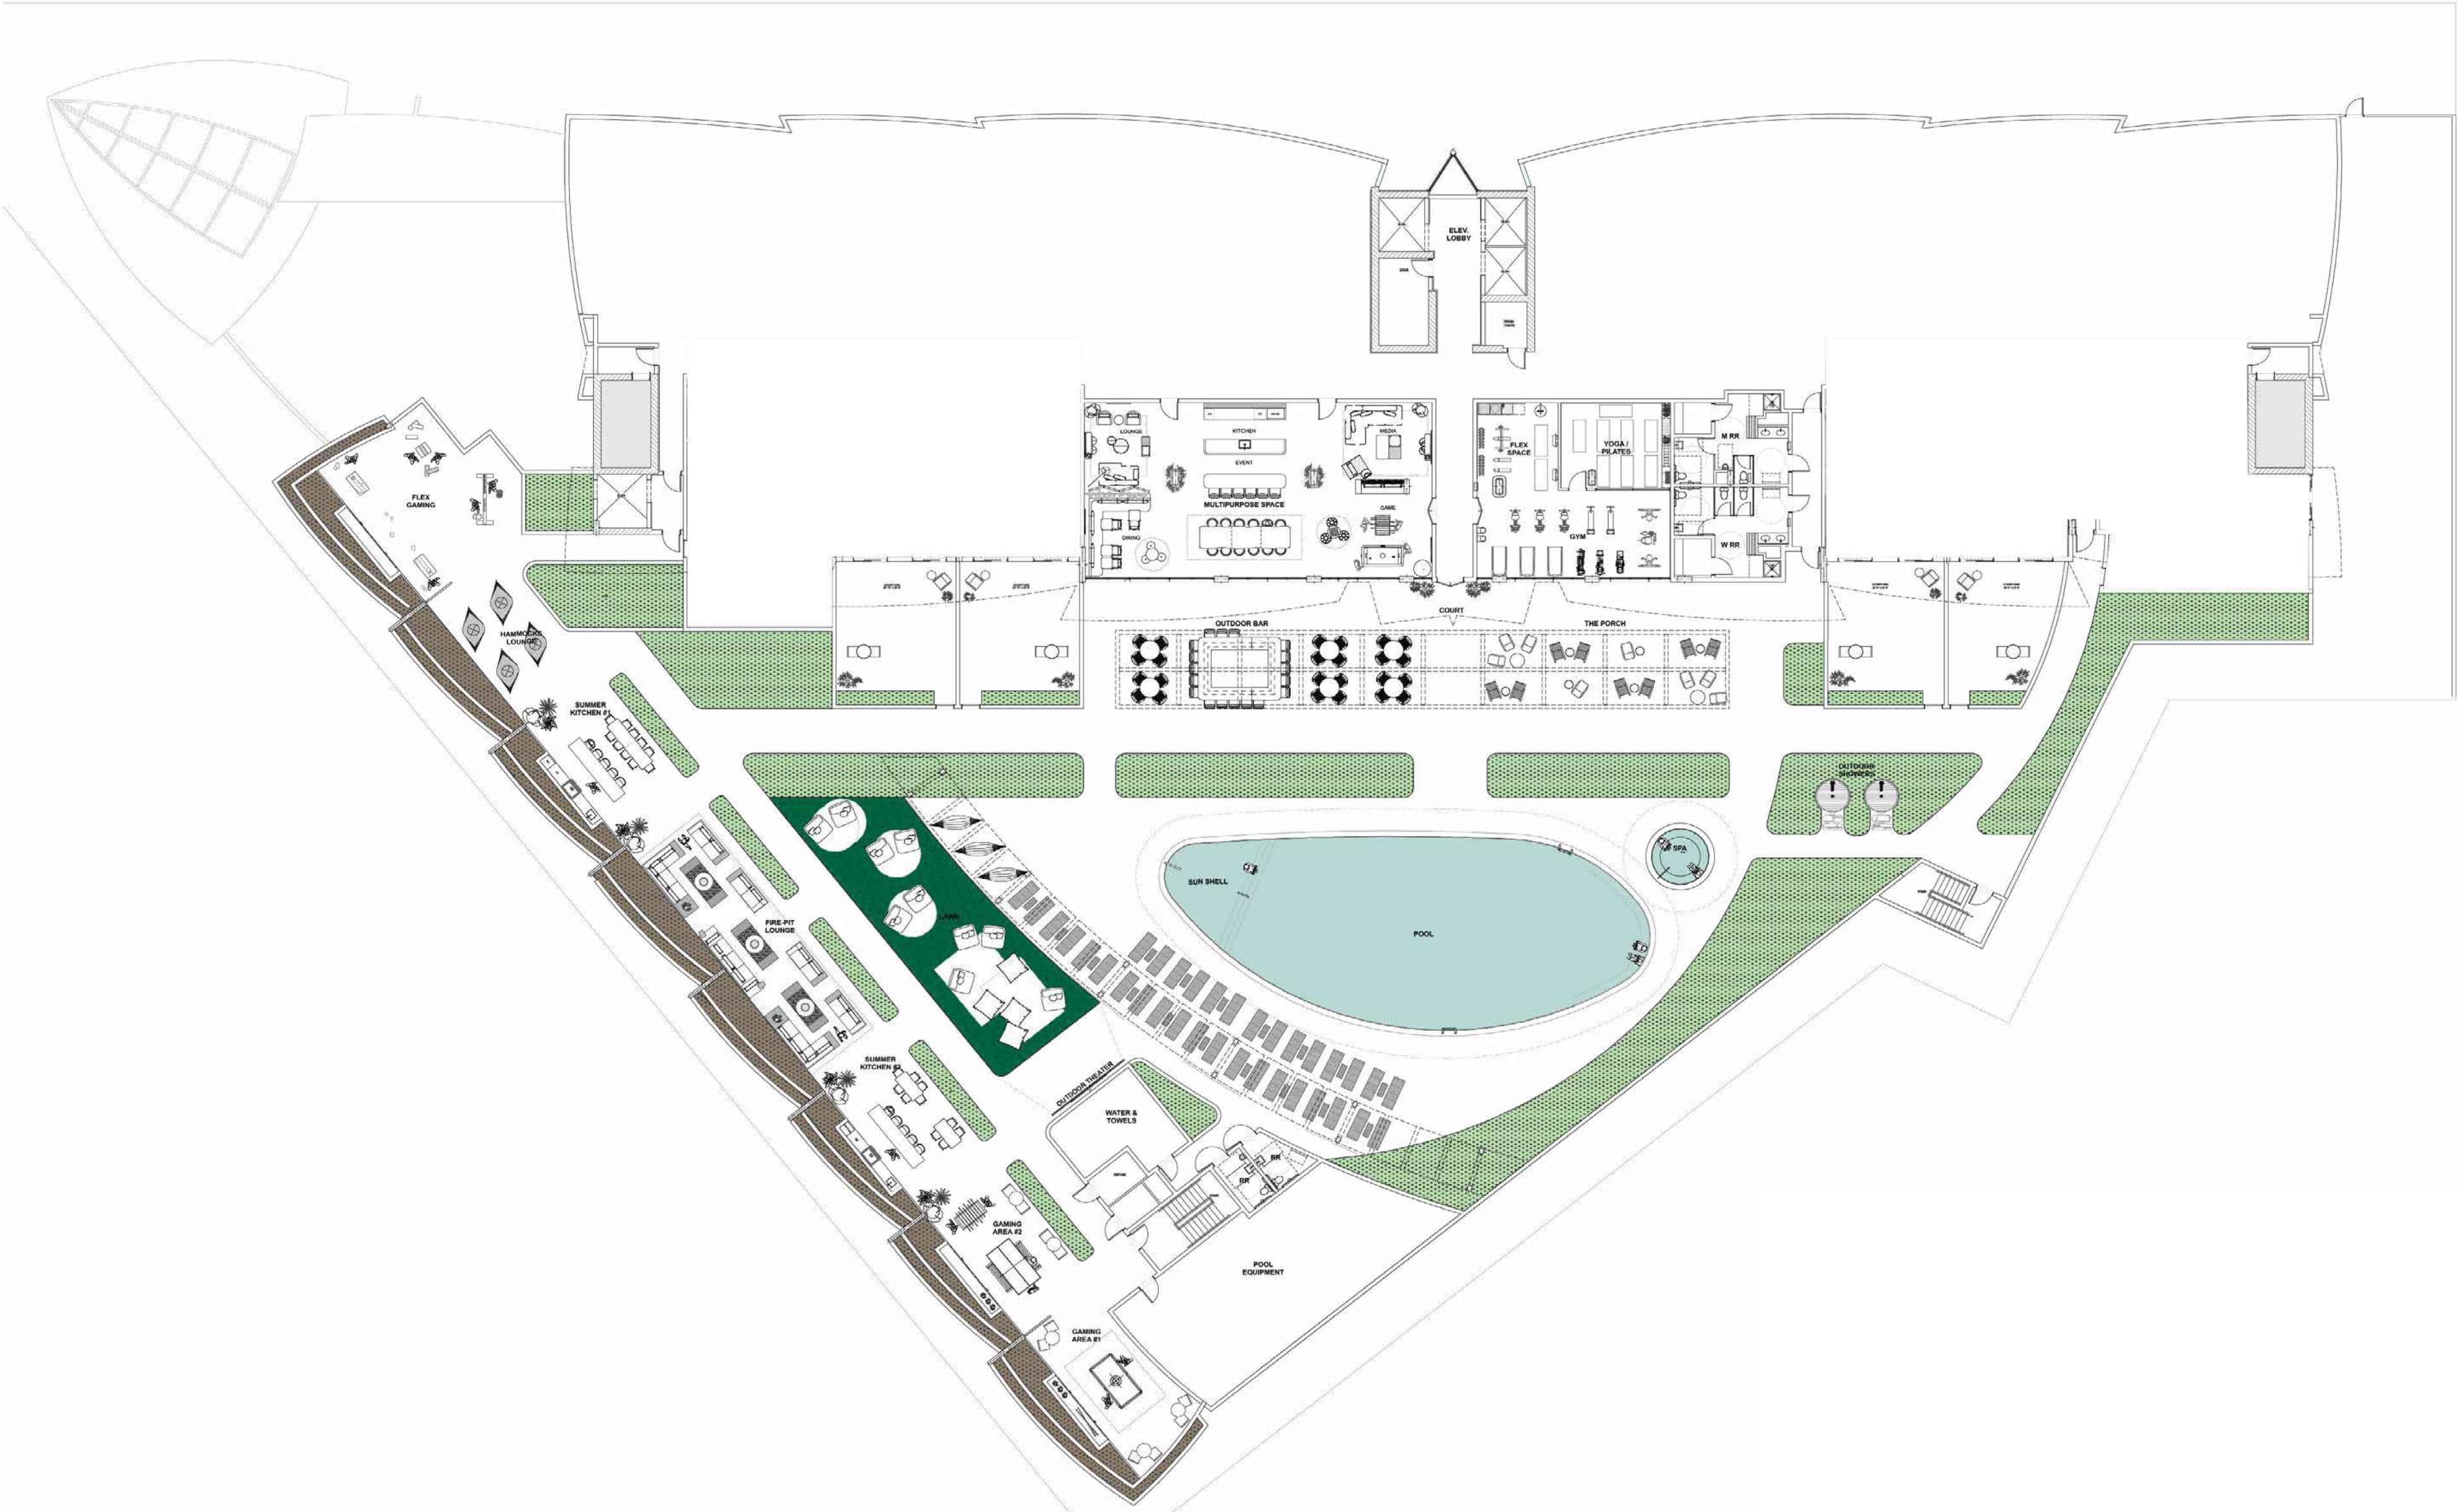 ELEV.
LOBBY
LOUNGE
KITCHEN
MEDIA
EVENT
MULTIPURPOSE SPACE
GAME
DINING
FLEX
SPACE
YOGA /
PILATES
M RR
GYM
W RR
FLEX
GAMING
COURT
OUTDOOR BAR
THE PORCH
HAMMOCKS
LOUNGE
SUMMER
KITCHEN #1
OUTDOOR
SHOWERS
SPA
SUN SHELL
POOL
LAWN
FIRE-PIT
LOUNGE
SUMMER
KITCHEN #2
OUTDOOR THEATER
WATER &
TOWELS
RR
RR
GAMING
AREA #2
POOL
EQUIPMENT
GAMING
AREA #1